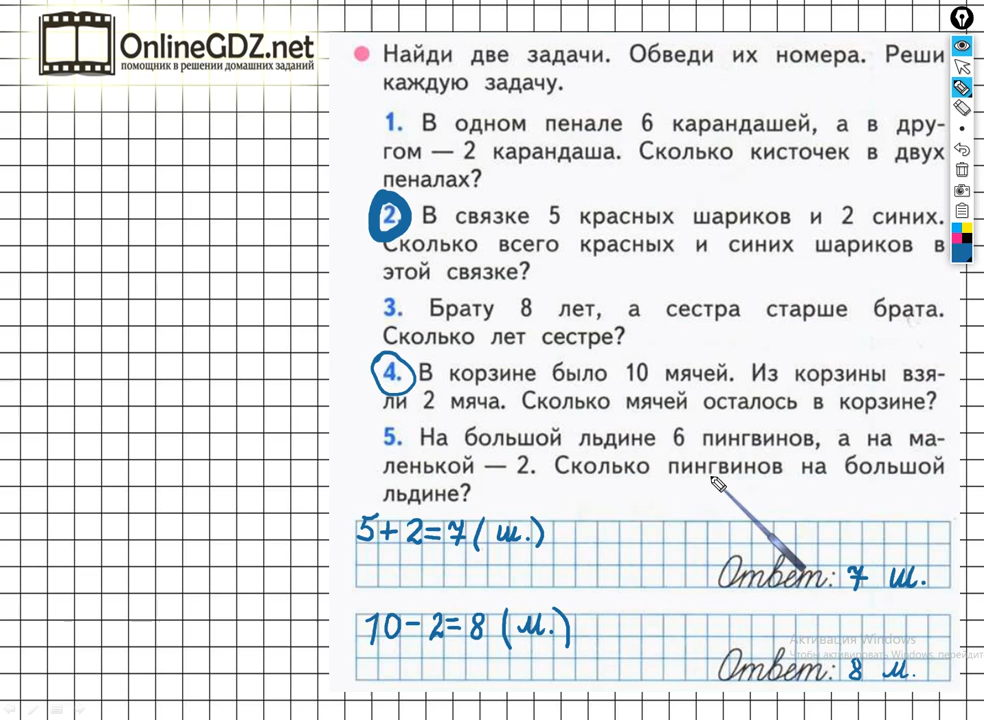 OnlineGDZ.net
помощник в решении домашних заданий
Найди две задачи. Обведи их номера. Реши
каждую задачу.
1. В одном пенале 6 карандашей, а в дру-
гом — 2 карандаша. Сколько кисточек в двух
пеналах?
2. В связке 5 красных шариков и 2 синих.
Сколько всего красных и синих шариков в
этой связке?
3. Брату 8 лет, а сестра старше брата.
Сколько лет сестре?
4. В корзине было 10 мячей. Из корзины взя-
ли 2 мяча. Сколько мячей осталось в корзине?
5. На большой льдине 6 пингвинов, а на ма-
ленькой — 2. Сколько пингвинов на большой
льдине?
5+2=7 (ш.)
Ответ: 7 ш.
10-2=8 (м.)
Активация Windows
Чтобы активировать Windows, перейдит
Ответ: 8 м.